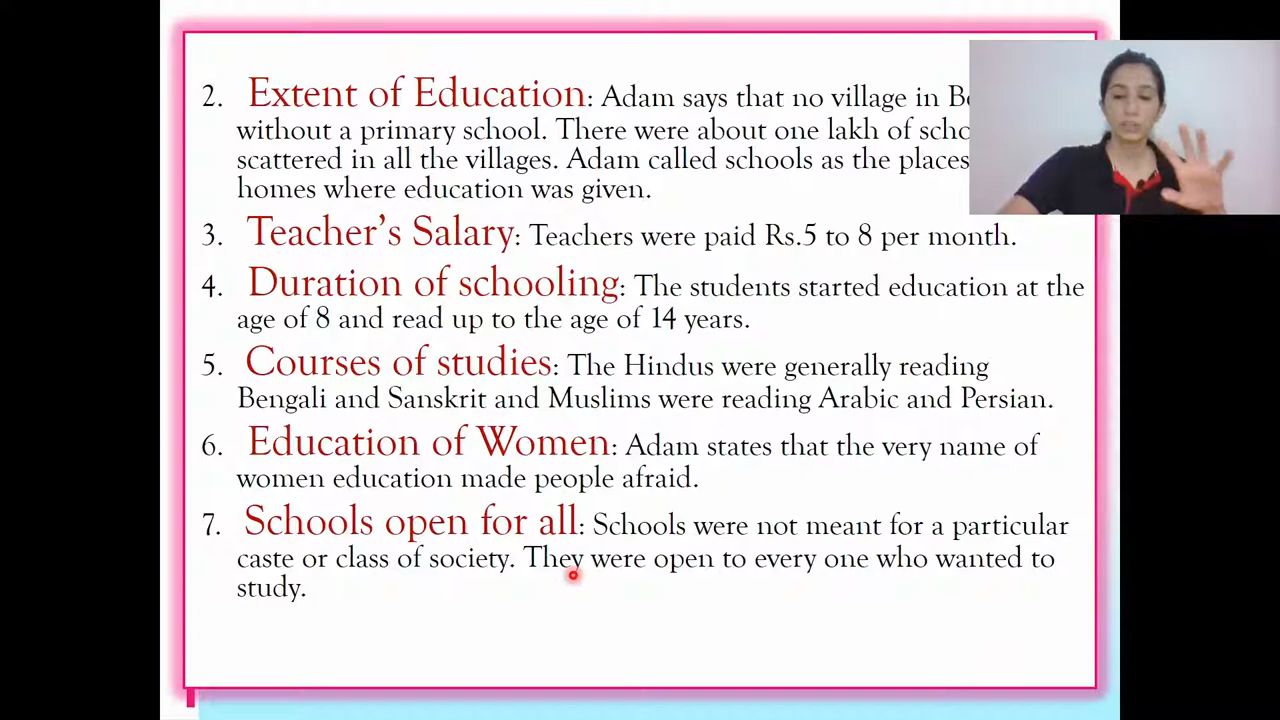 2. Extent of Education: Adam says that no village in
without a primary school. There were about one lakh of
scattered in all the villages. Adam called schools as the places
homes where education was given.
3. Teacher's Salary: Teachers were paid Rs.5 to 8 per month.
4. Duration of schooling: The students started education at the
age of 8 and read up to the age of 14 years.
5. Courses of studies: The Hindus were generally reading
Bengali and Sanskrit and Muslims were reading Arabic and Persian.
6. Education of Women: Adam states that the very name of
women education made people afraid.
7. Schools open for all: Schools were not meant for a particular
caste or class of society. They were open to every one who wanted to
study.